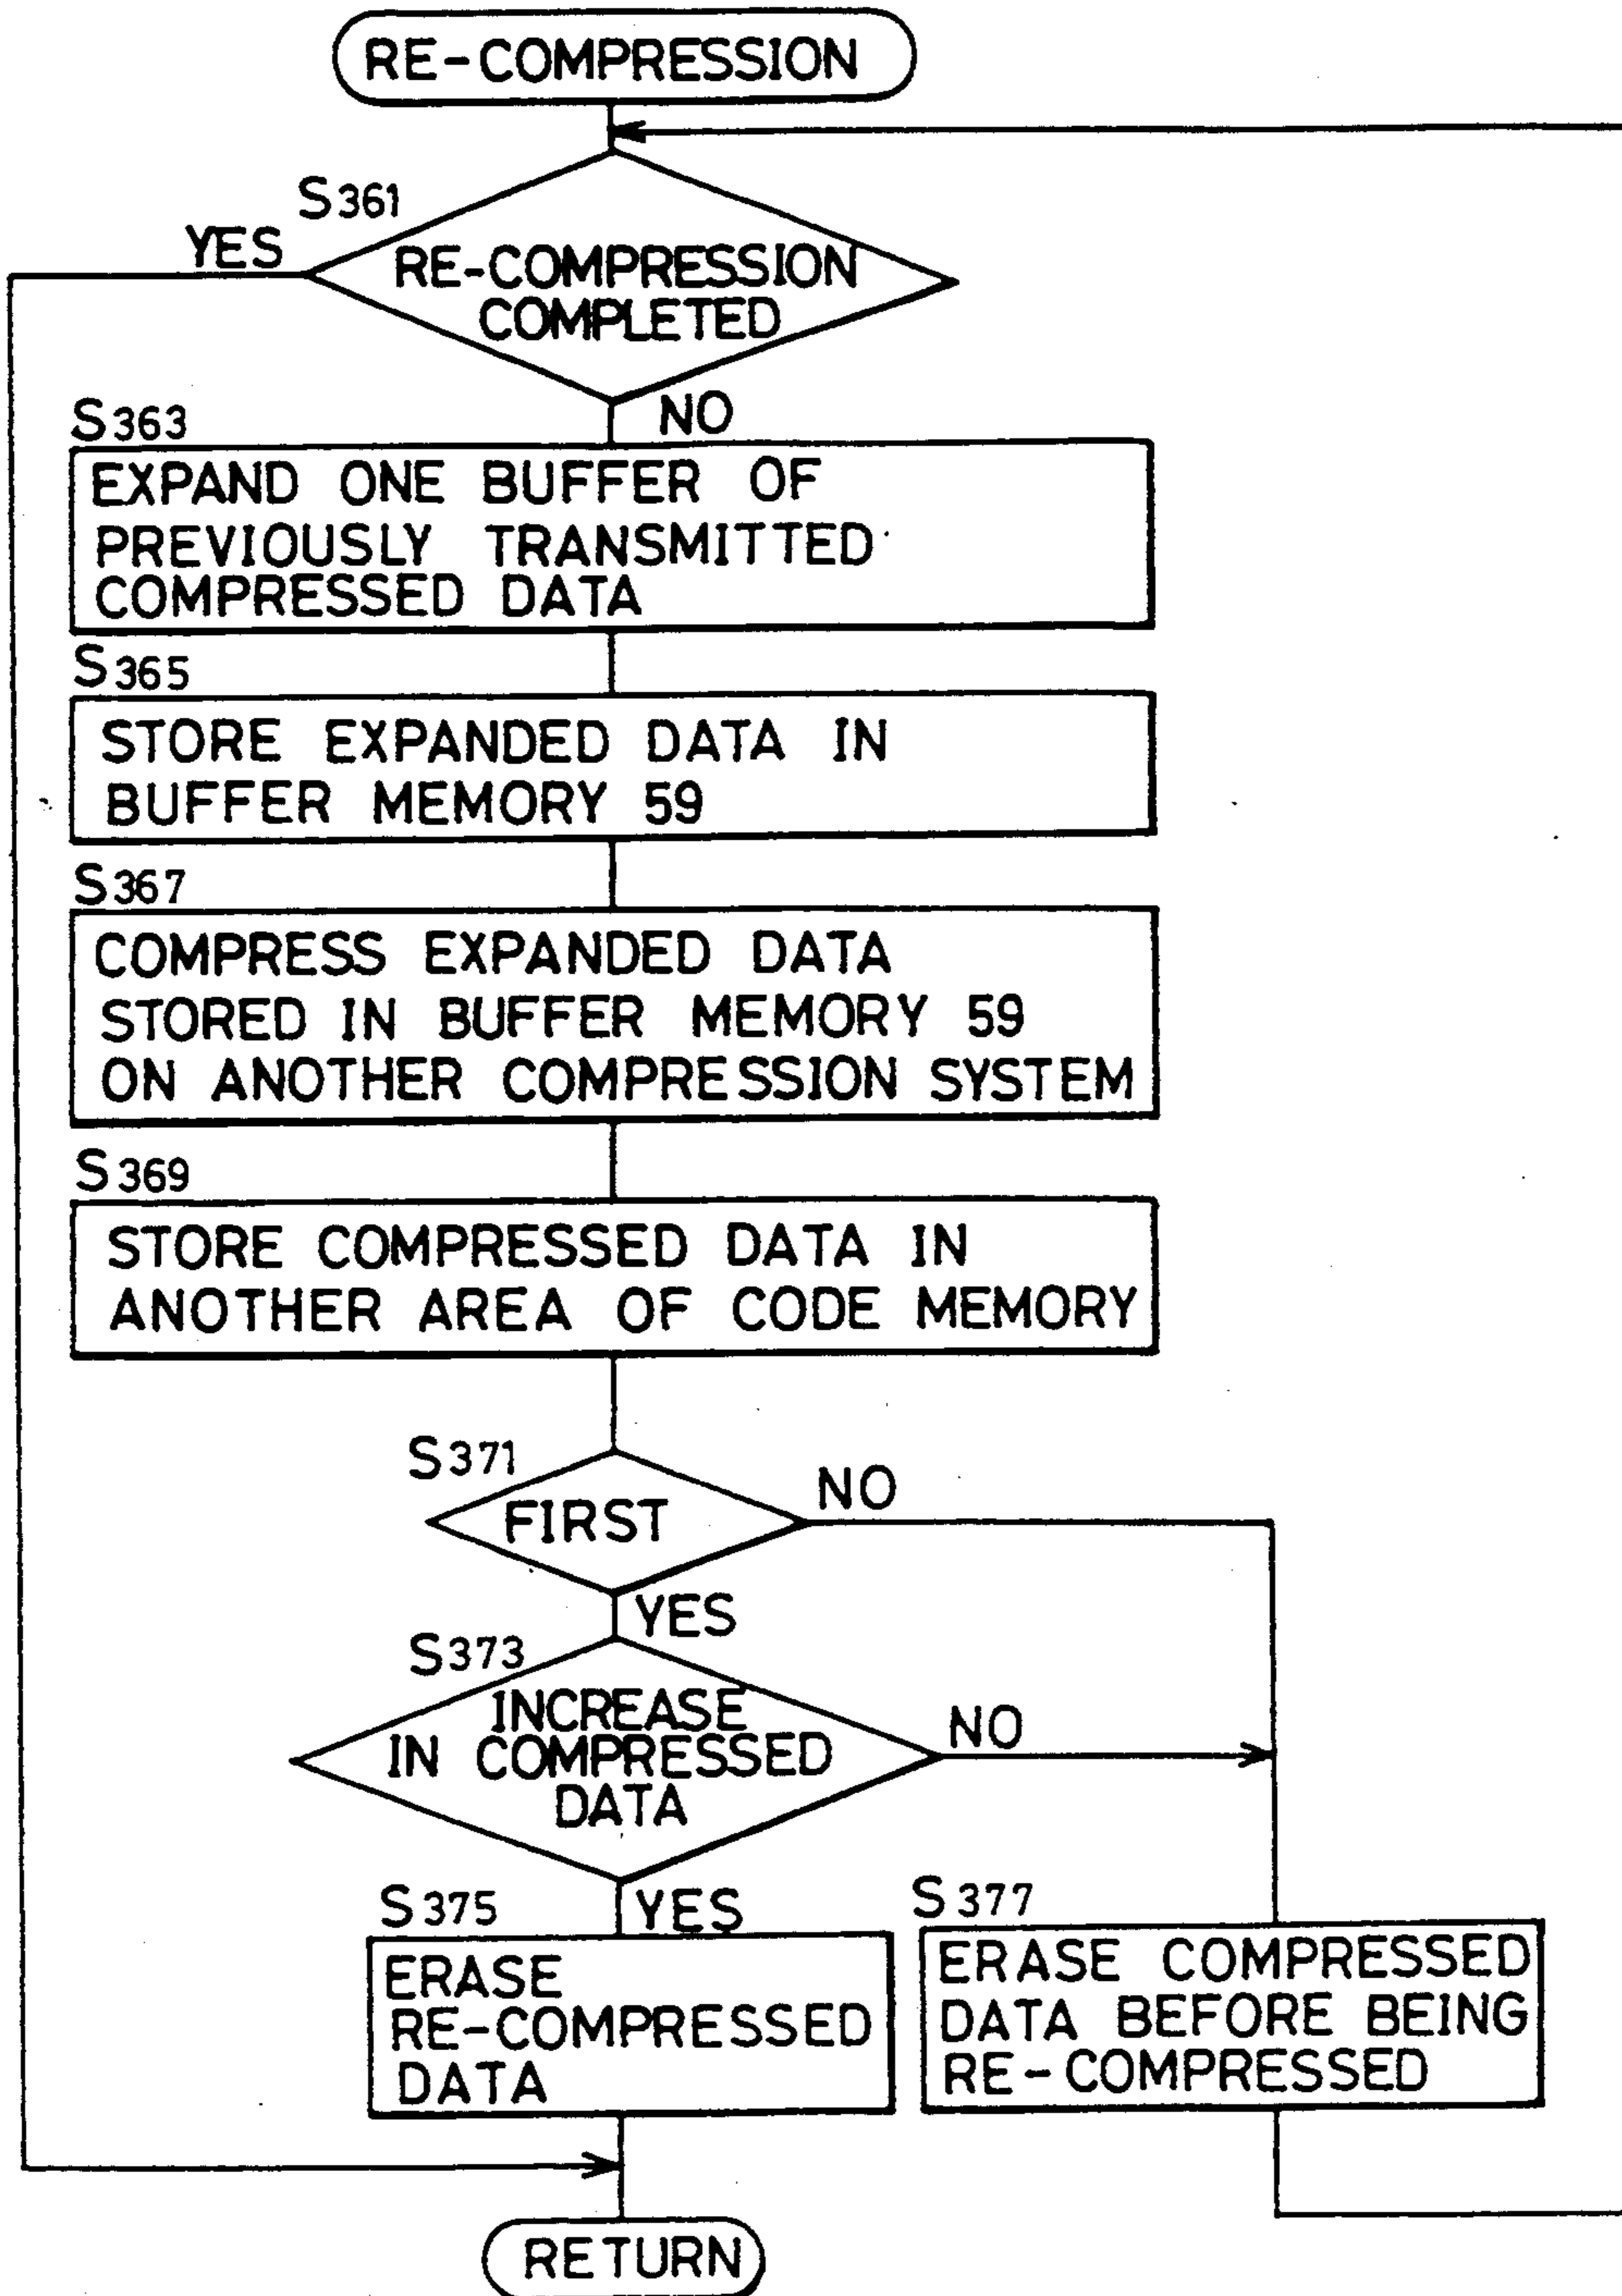 RE-COMPRESSION
S361
YES
RE-COMPRESSION
COMPLETED
NO
S363
EXPAND ONE BUFFER OF
PREVIOUSLY TRANSMITTED
COMPRESSED DATA
S365
STORE EXPANDED DATA IN
BUFFER MEMORY 59
S367
COMPRESS EXPANDED DATA
STORED IN BUFFER MEMORY 59
ON ANOTHER COMPRESSION SYSTEM
S369
STORE COMPRESSED DATA IN
ANOTHER AREA OF CODE MEMORY
S371
FIRST
NO
YES
S373
INCREASE
IN COMPRESSED
DATA
NO
YES
S375
ERASE
RE-COMPRESSED
DATA
S377
ERASE COMPRESSED
DATA BEFORE BEING
RE-COMPRESSED
RETURN